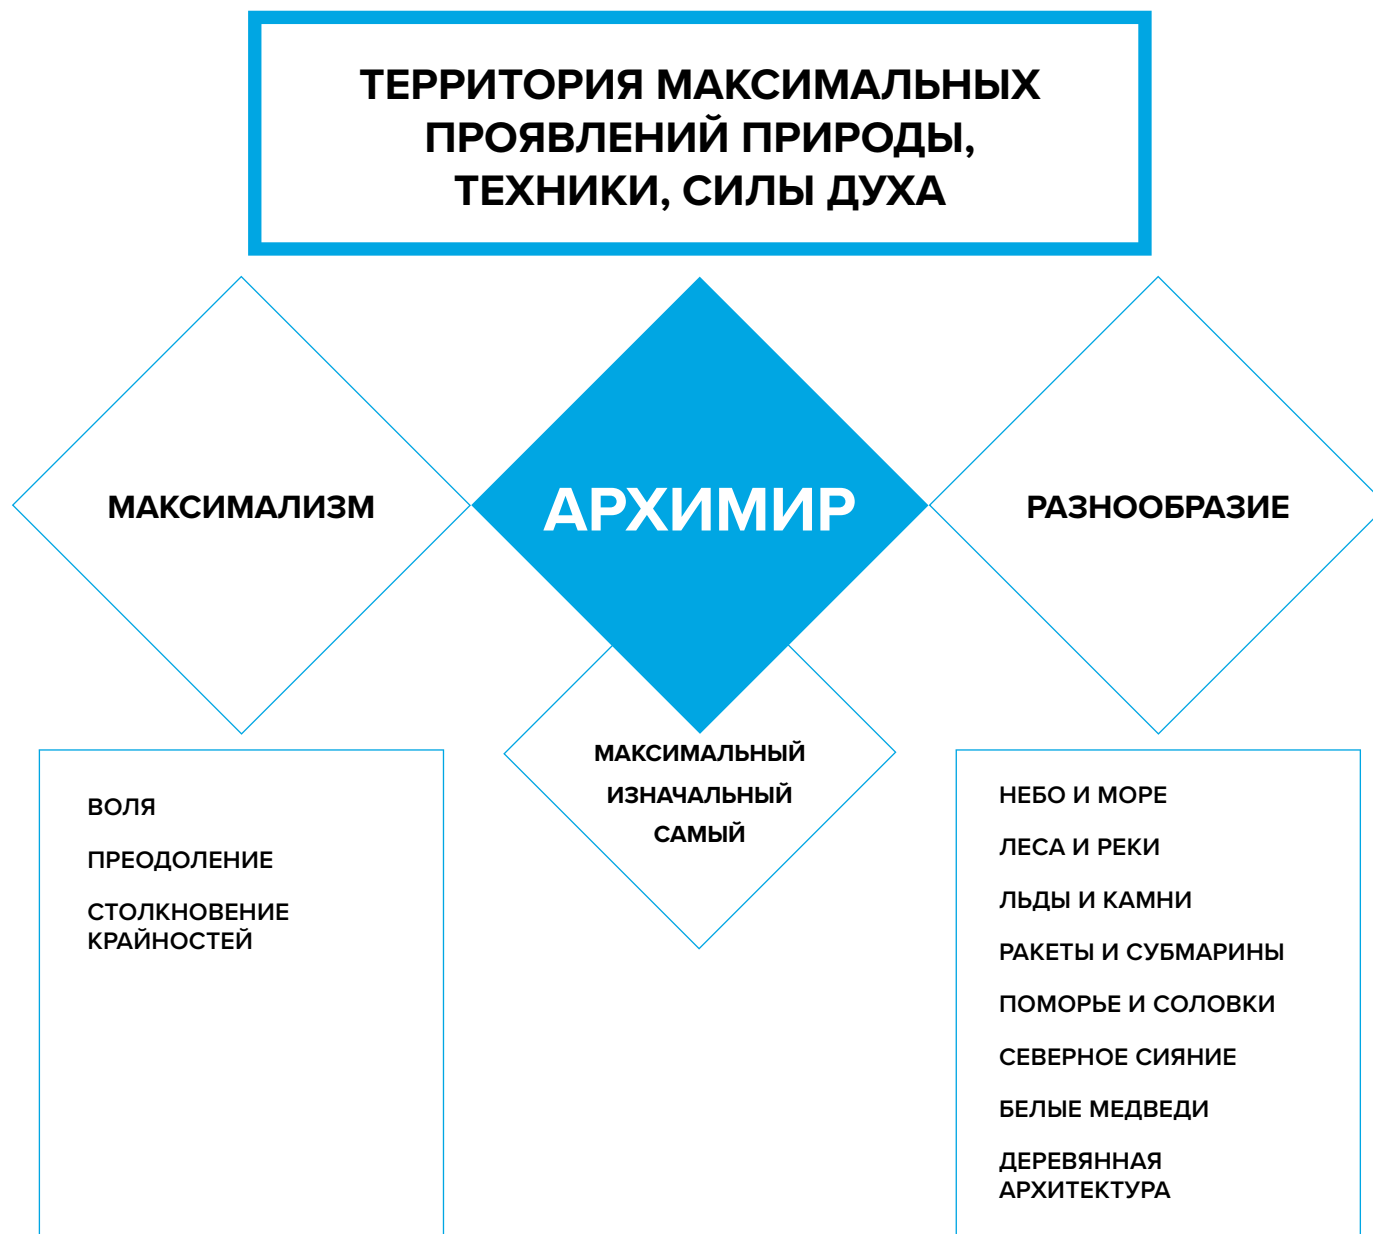 ТЕРРИТОРИЯ МАКСИМАЛЬНЫХ
ПРОЯВЛЕНИЙ ПРИРОДЫ,
ТЕХНИКИ, СИЛЫ ДУХА
МАКСИМАЛИЗМ
АРХИМИР
РАЗНООБРАЗИЕ
МАКСИМАЛЬНЫЙ
ИЗНАЧАЛЬНЫЙ
САМЫЙ
ВОЛЯ
ПРЕОДОЛЕНИЕ
СТОЛКНОВЕНИЕ
КРАЙНОСТЕЙ
НЕБО И МОРЕ
ЛЕСА И РЕКИ
ЛЬДЫ И КАМНИ
РАКЕТЫ И СУБМАРИНЫ
ПОМОРЬЕ И СОЛОВКИ
СЕВЕРНОЕ СИЯНИЕ
БЕЛЫЕ МЕДВЕДИ
ДЕРЕВЯННАЯ
АРХИТЕКТУРА